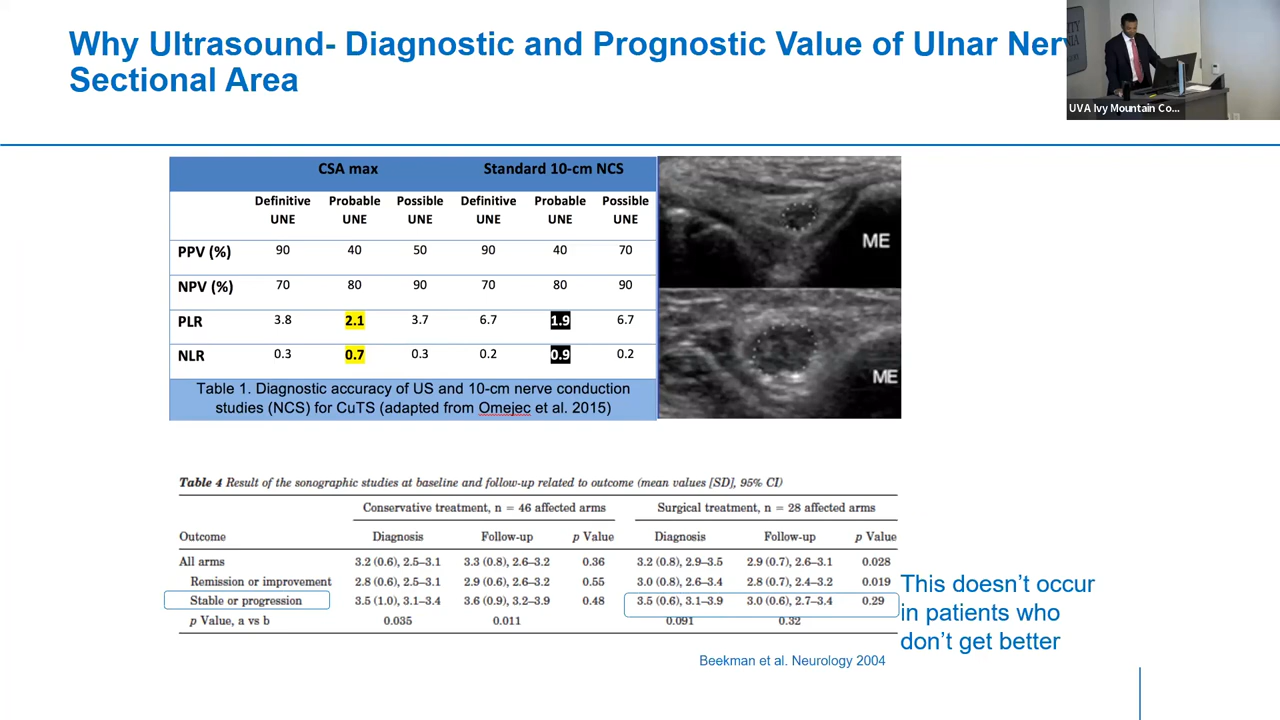 Why Ultrasound- Diagnostic and Prognostic Value of Ulnar Nerv
Sectional Area
UVA Ivy Mountain Co...
CSA max Standard 10-cm NCS
Definitive UNE Probable UNE Possible UNE Definitive UNE Probable UNE Possible UNE
PPV (%) 90 40 50 90 40 70
NPV (%) 70 80 90 70 80 90
PLR 3.8 2.1 3.7 6.7 1.9 6.7
NLR 0.3 0.7 0.3 0.2 0.9 0.2
Table 1. Diagnostic accuracy of US and 10-cm nerve conduction
studies (NCS) for CuTS (adapted from Omejec et al. 2015)
ME
ME
Table 4 Result of the sonographic studies at baseline and follow-up related to outcome (mean values [SD], 95% CI)
Conservative treatment, n = 46 affected arms Surgical treatment, n = 28 affected arms
Outcome Diagnosis Follow-up p Value Diagnosis Follow-up p Value
All arms 3.2 (0.6), 2.5–3.1 3.3 (0.8), 2.6–3.2 0.36 3.2 (0.8), 2.9–3.5 2.9 (0.7), 2.6–3.1 0.028
Remission or improvement 2.8 (0.6), 2.5–3.1 2.9 (0.6), 2.6–3.2 0.55 3.0 (0.8), 2.6–3.4 2.8 (0.7), 2.4–3.2 0.019
Stable or progression 3.5 (1.0), 3.1–3.4 3.6 (0.9), 3.2–3.9 0.48 3.5 (0.6), 3.1–3.9 3.0 (0.6), 2.7–3.4 0.29
p Value, a vs b 0.035 0.011 0.091 0.32
This doesn't occur
in patients who
don't get better
Beekman et al. Neurology 2004